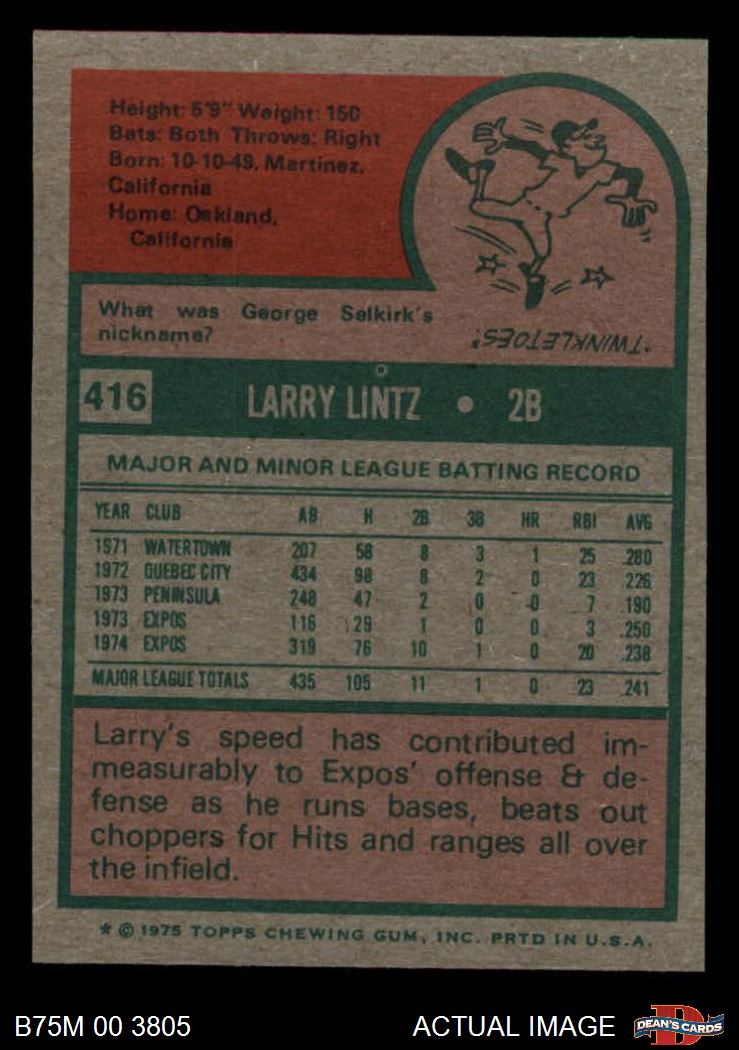 Height: 5'9" Weight: 150
Bats: Both Throws: Right
Born: 10-10-49, Martinez,
California
Home: Oakland,
California
What was George Selkirk's
nickname?
"TWINKLETOES."
416 LARRY LINTZ • 2B
MAJOR AND MINOR LEAGUE BATTING RECORD
YEAR CLUB AB H 2B 3B HR RBI AVG
1971 WATERTOWN 207 58 8 3 1 25 .280
1972 QUEBEC CITY 434 98 8 2 0 23 .226
1973 PENINSULA 248 47 2 0 0 7 .190
1973 EXPOS 116 29 1 0 0 3 .250
1974 EXPOS 319 76 10 1 0 20 .238
MAJOR LEAGUE TOTALS 435 105 11 1 0 23 .241
Larry's speed has contributed im-
measurably to Expos' offense & de-
fense as he runs bases, beats out
choppers for Hits and ranges all over
the infield.
* © 1975 TOPPS CHEWING GUM, INC. PRTD IN U.S.A.
B75M 00 3805 ACTUAL IMAGE D DEAN'S CARDS